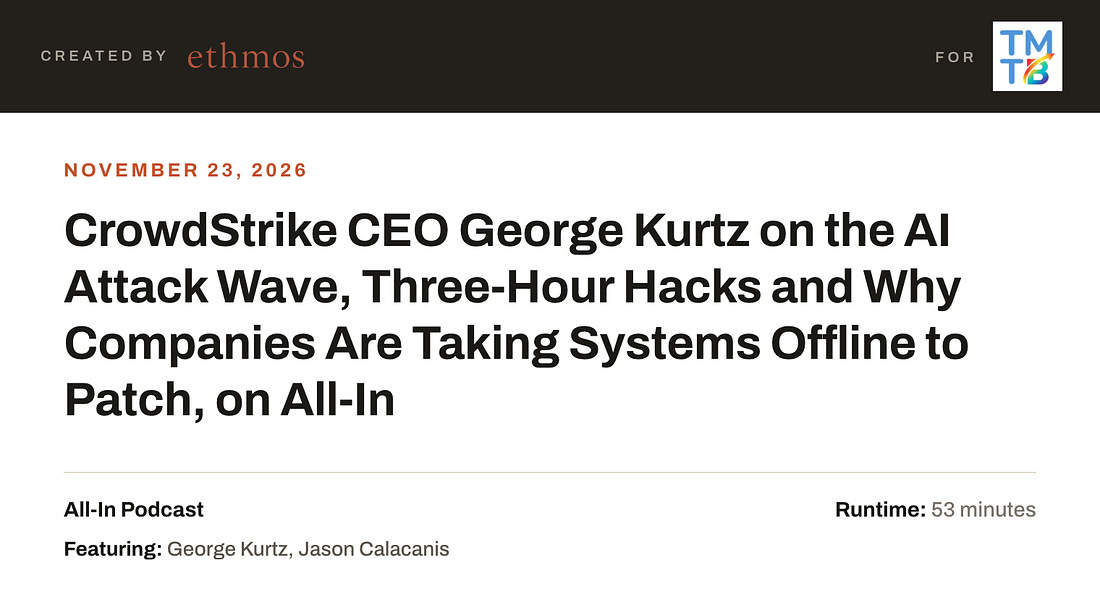 CREATED BY ethmos
FOR TMTB
NOVEMBER 23, 2026
CrowdStrike CEO George Kurtz on the AI
Attack Wave, Three-Hour Hacks and Why
Companies Are Taking Systems Offline to
Patch, on All-In
All-In Podcast
Runtime: 53 minutes
Featuring: George Kurtz, Jason Calacanis